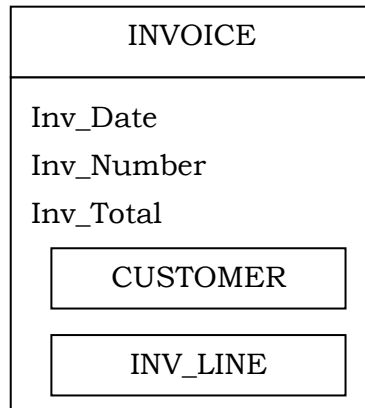 INVOICE
Inv_Date
Inv_Number
Inv_Total
CUSTOMER
INV_LINE